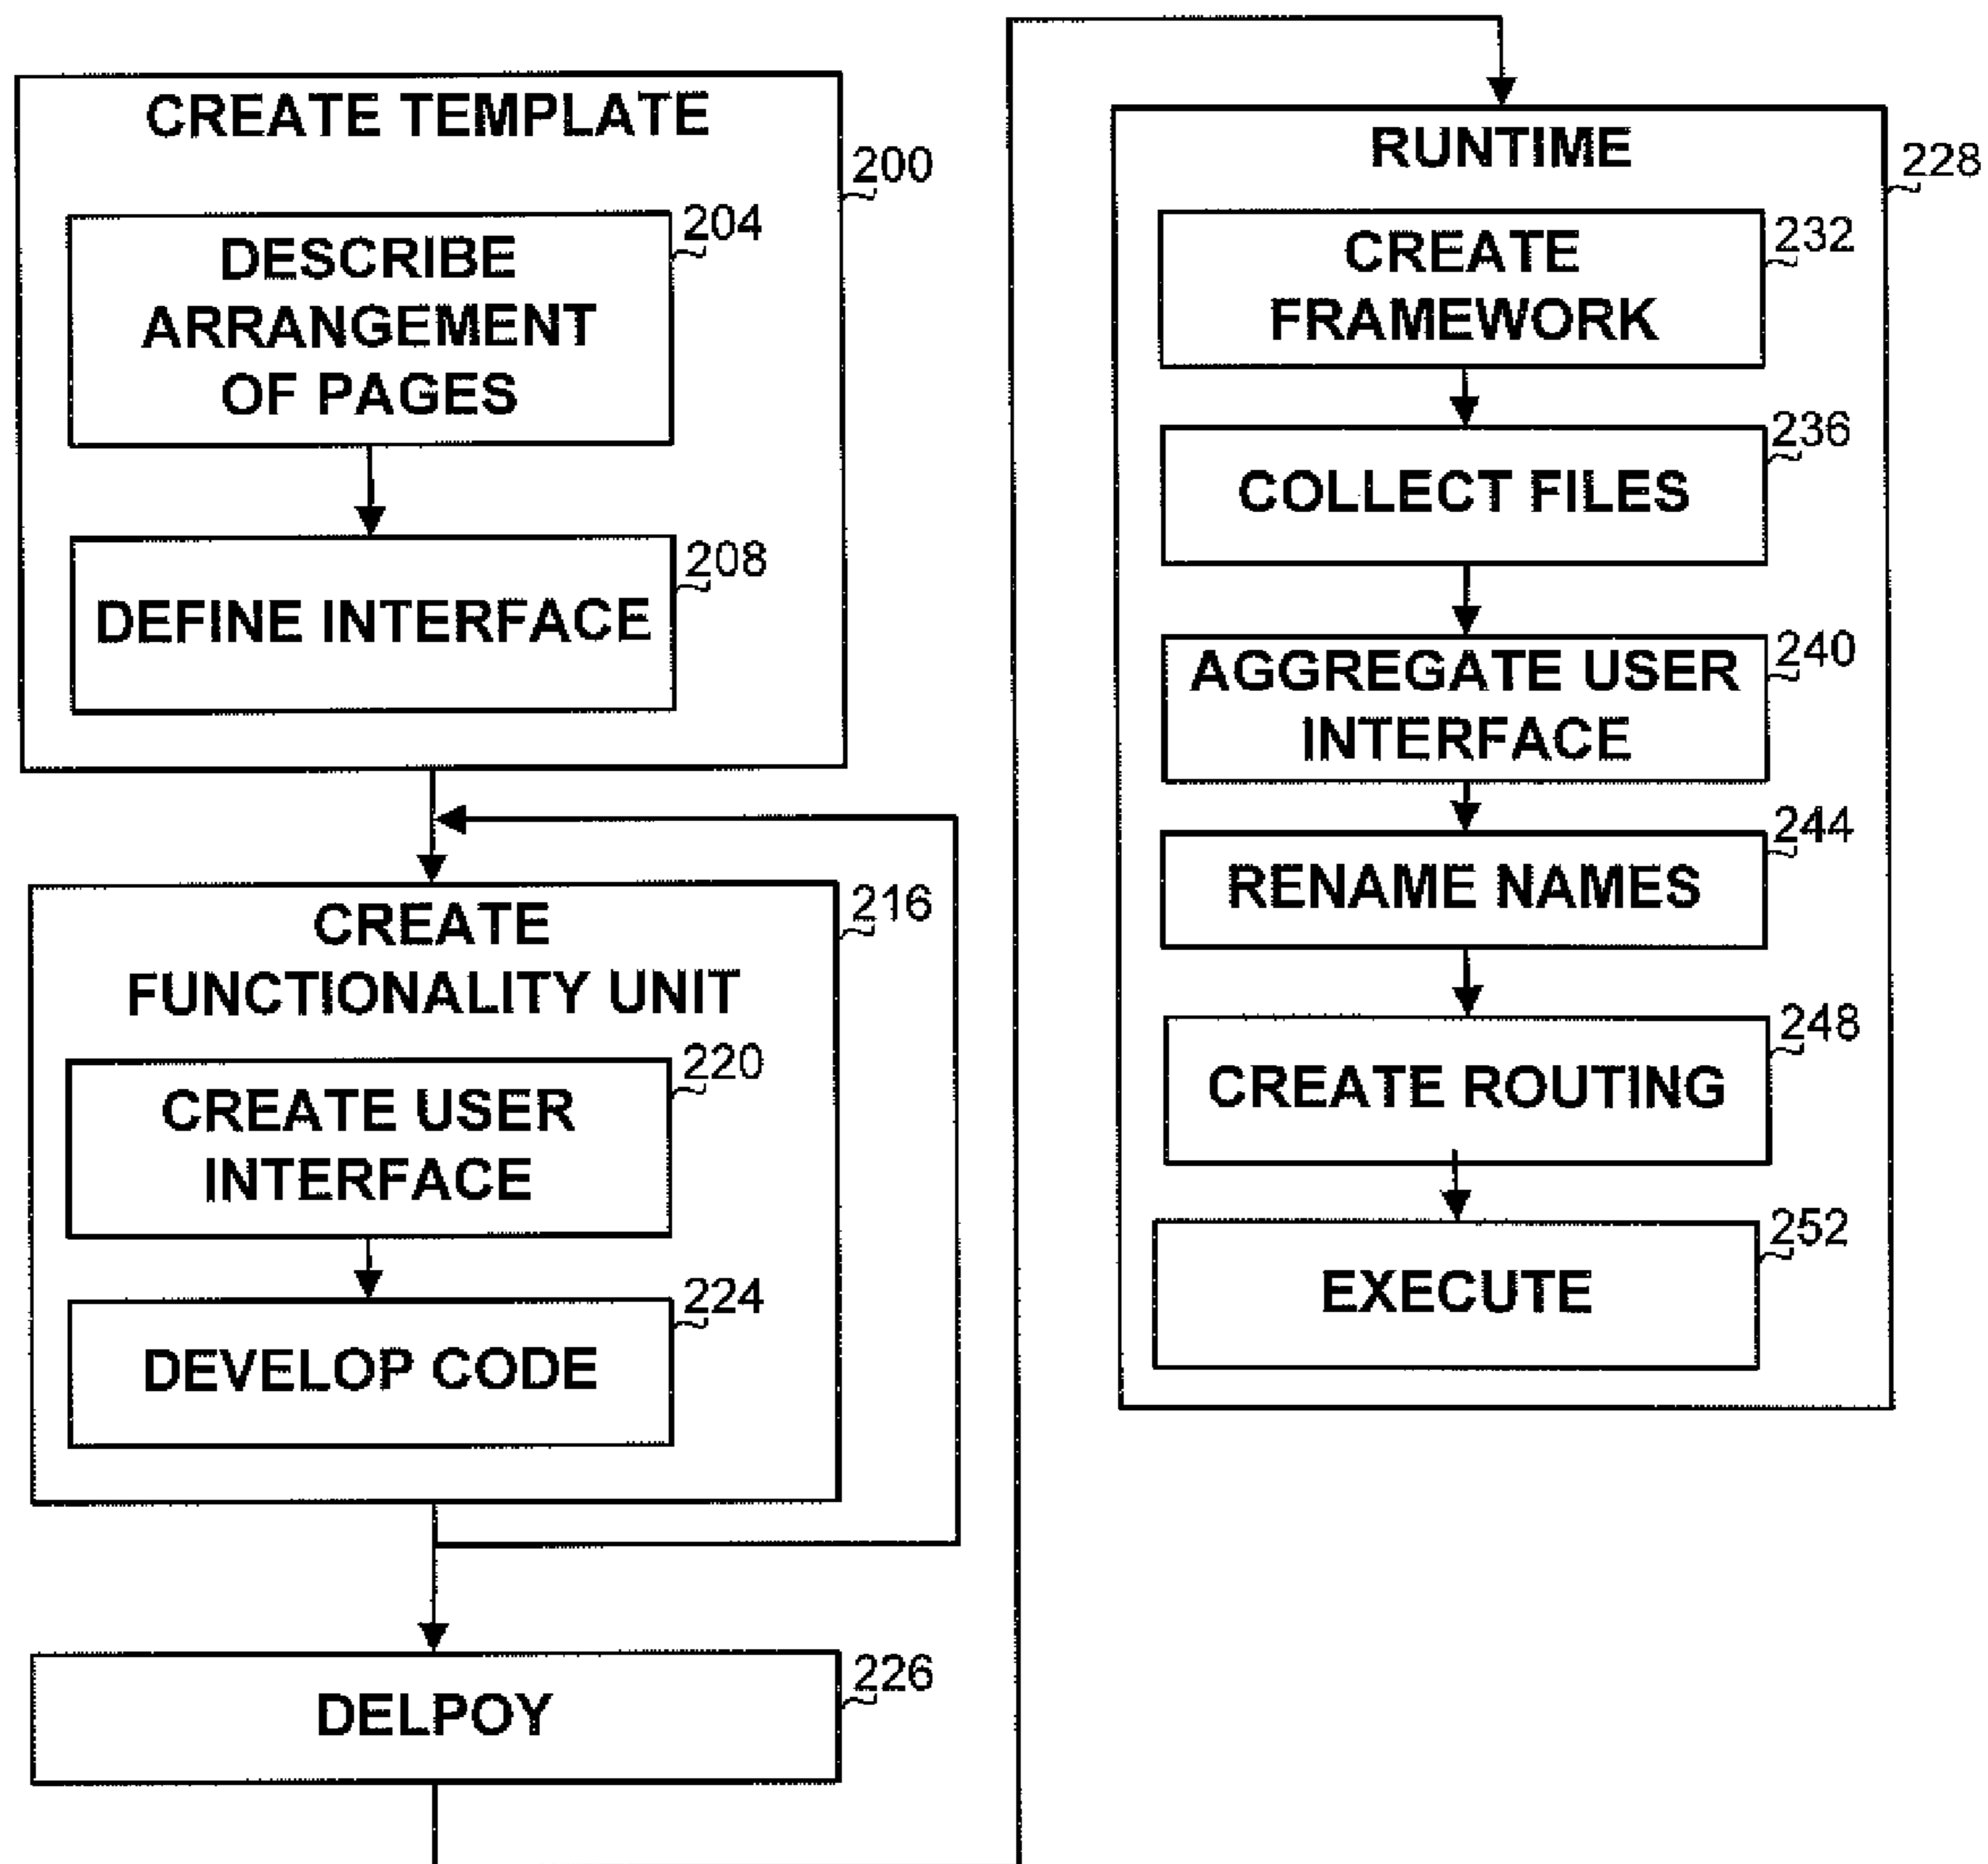 CREATE TEMPLATE
200
204
DESCRIBE
ARRANGEMENT
OF PAGES
208
DEFINE INTERFACE
216
CREATE
FUNCTIONALITY UNIT
220
CREATE USER
INTERFACE
224
DEVELOP CODE
226
DELPOY
RUNTIME
228
232
CREATE
FRAMEWORK
236
COLLECT FILES
240
AGGREGATE USER
INTERFACE
244
RENAME NAMES
248
CREATE ROUTING
252
EXECUTE